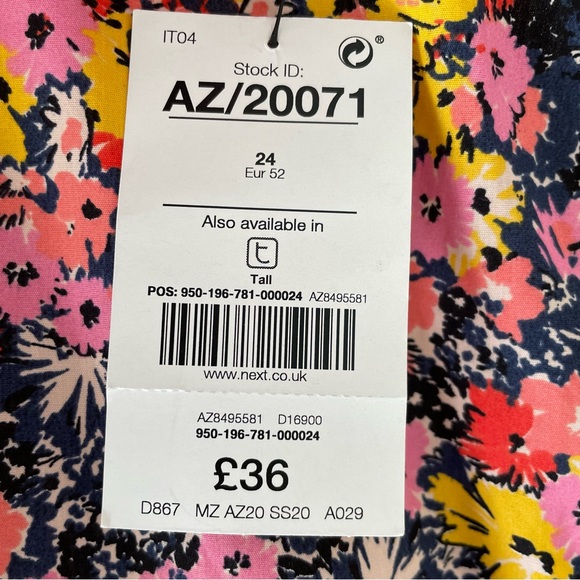 IT04
®
Stock ID:
AZ/20071
24
Eur 52
Also available in
t
Tall
POS: 950-196-781-000024 AZ8495581
www.next.co.uk
AZ8495581 D16900
950-196-781-000024
£36
D867 MZ AZ20 SS20 A029